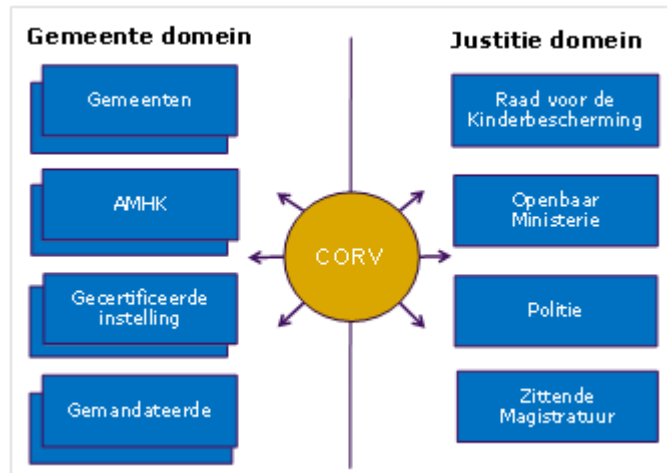 Gemeente domein
Gemeenten
AMHK
Gecertificeerde
instelling
Gemandateerde
CORV
Justitie domein
Raad voor de
Kinderbescherming
Openbaar
Ministerie
Politie
Zittende
Magistratuur